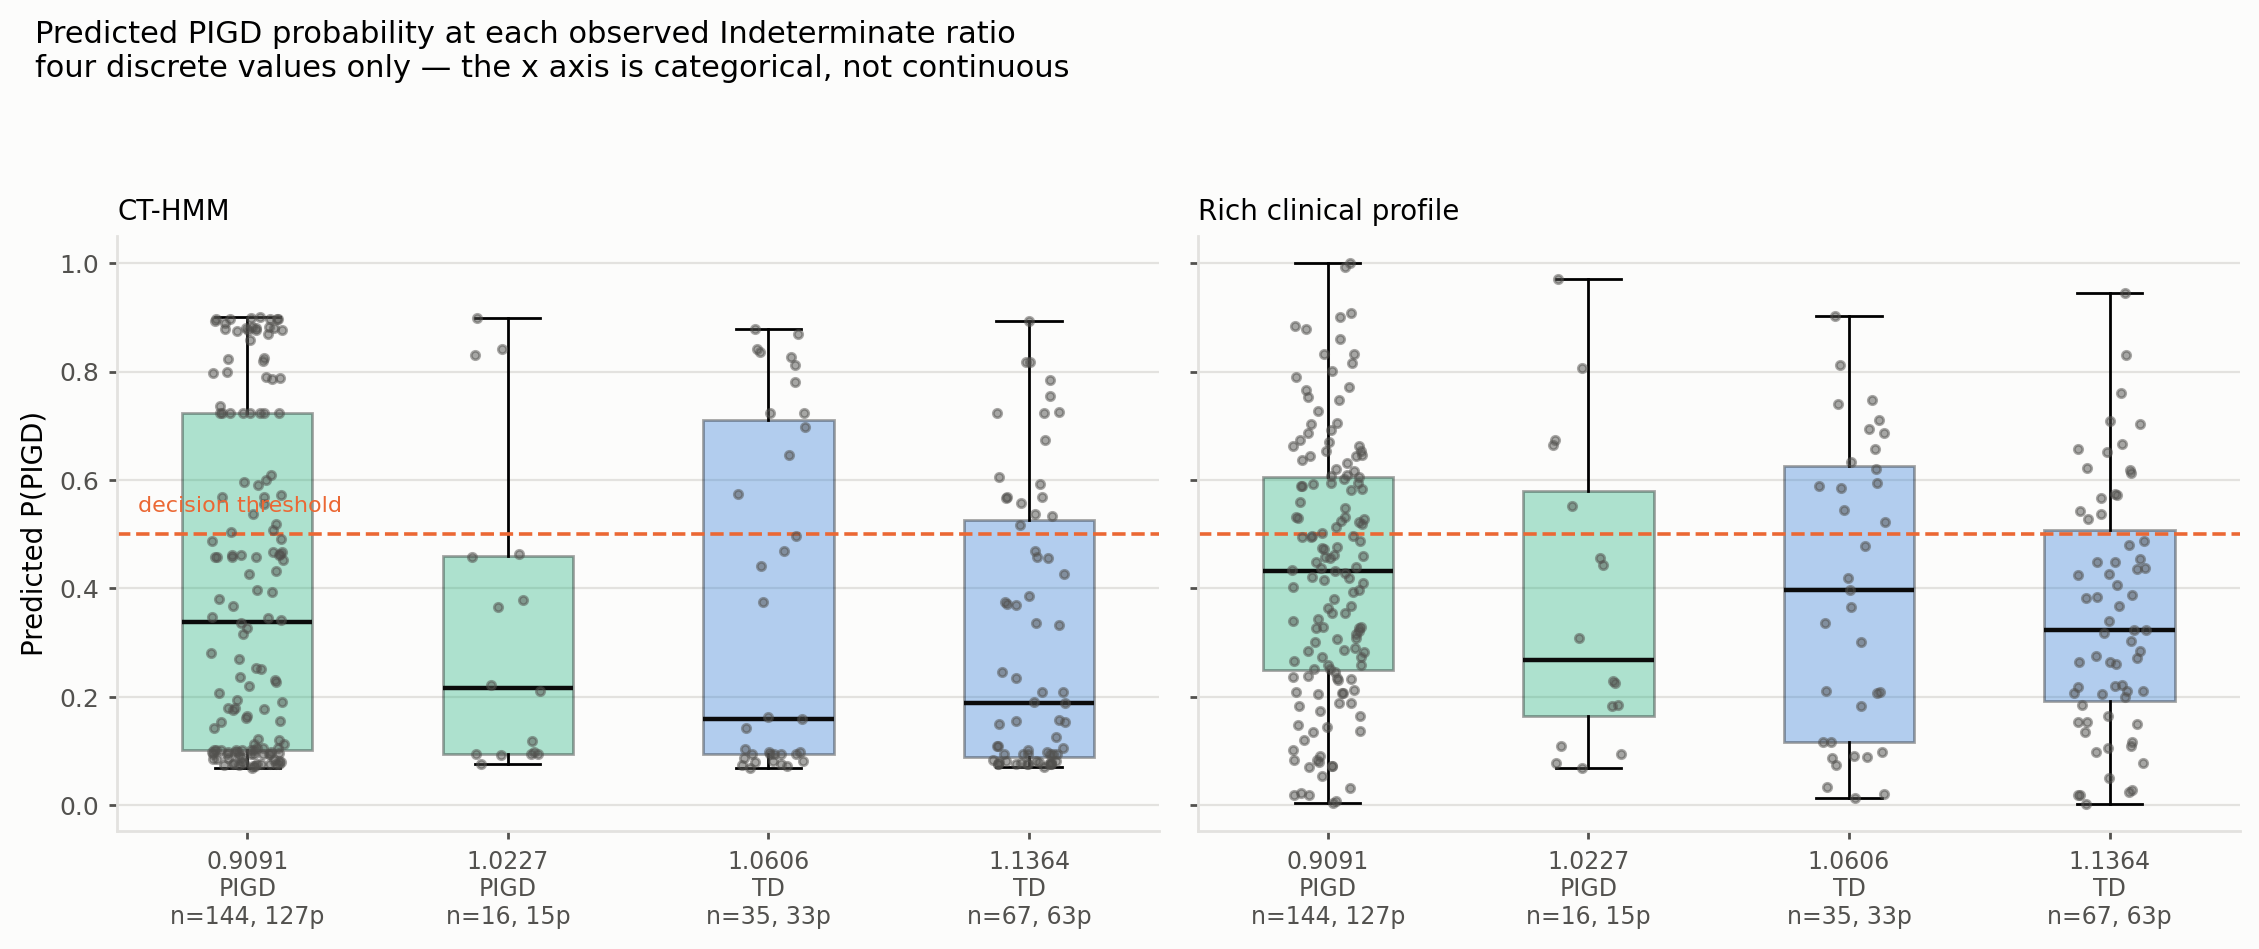 Predicted PIGD probability at each observed Indeterminate ratio
four discrete values only — the x axis is categorical, not continuous
CT-HMM
Rich clinical profile
Predicted P(PIGD)
1.0
0.8
0.6
0.4
0.2
0.0
decision threshold
0.9091
PIGD
n=144, 127p
1.0227
PIGD
n=16, 15p
1.0606
TD
n=35, 33p
1.1364
TD
n=67, 63p
0.9091
PIGD
n=144, 127p
1.0227
PIGD
n=16, 15p
1.0606
TD
n=35, 33p
1.1364
TD
n=67, 63p